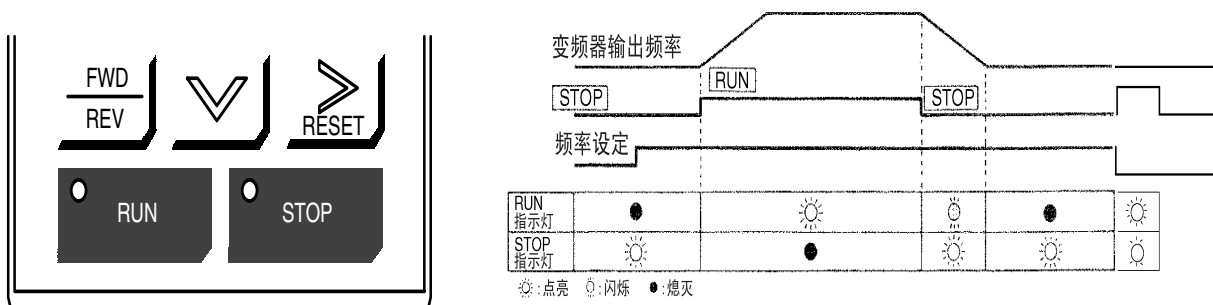 FWD
REV
RESET
RUN
STOP
变频器输出频率
RUN
STOP
STOP
频率设定
RUN
指示灯
STOP
指示灯
:点亮 :闪烁 :熄灭